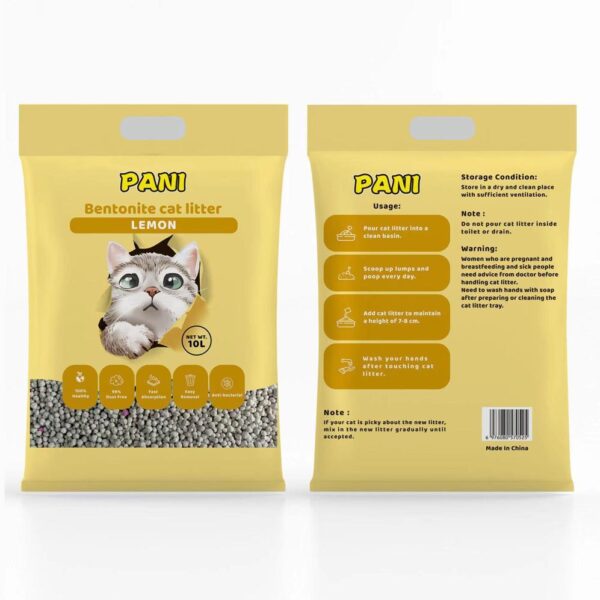 PANI
Bentonite cat litter
LEMON
NET WT.
10L
100%
Healthy
99%
Dust Free
Fast
Absorption
Easy
Removal
Anti bacterial
PANI
Usage:
Pour cat litter into a
clean basin.
Scoop up lumps and
poop every day.
Add cat litter to maintain
a height of 7-8 cm.
Wash your hands
after touching cat
litter.
Note :
If your cat is picky about the new litter,
mix in the new litter gradually until
accepted.
Storage Condition:
Store in a dry and clean place
with sufficient ventilation.
Note :
Do not pour cat litter inside
toilet or drain.
Warning:
Women who are pregnant and
breastfeeding and sick people
need advice from doctor before
handling cat litter.
Need to wash hands with soap
after preparing or cleaning the
cat litter tray.
6 976080 570525
Made In China